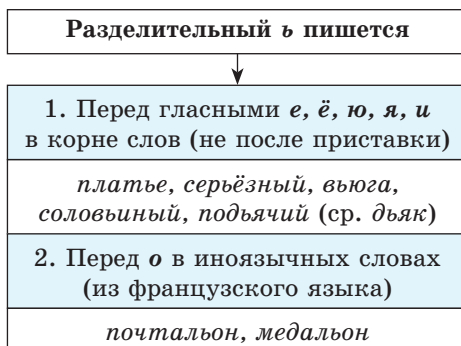 Разделительный ь пишется
1. Перед гласными е, ё, ю, я, и
в корне слов (не после приставки)
платье, серьёзный, вьюга,
соловьиный, подьячий (ср. дьяк)
2. Перед о в иноязычных словах
(из французского языка)
почтальон, медальон